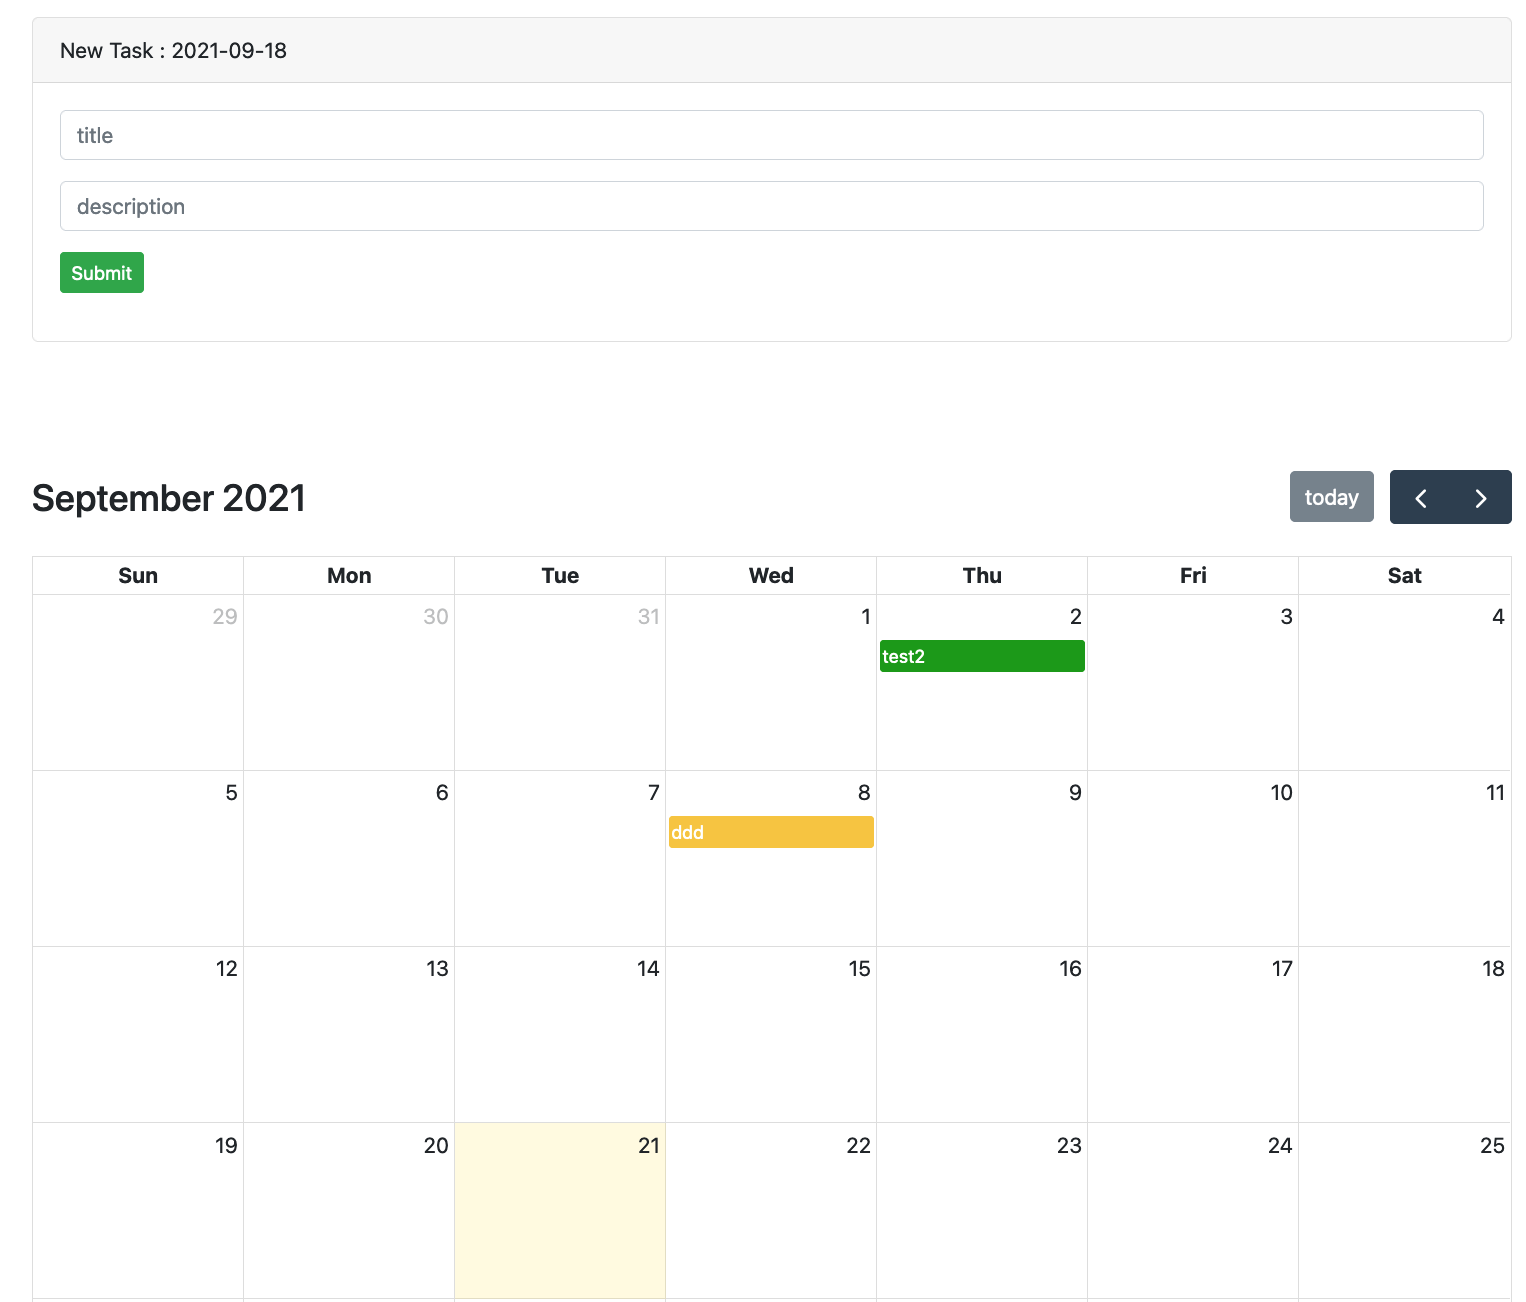 New Task : 2021-09-18
title
description
Submit
September 2021
today
Sun Mon Tue Wed Thu Fri Sat
29 30 31 1 2 3 4
test2
5 6 7 8 9 10 11
ddd
12 13 14 15 16 17 18
19 20 21 22 23 24 25